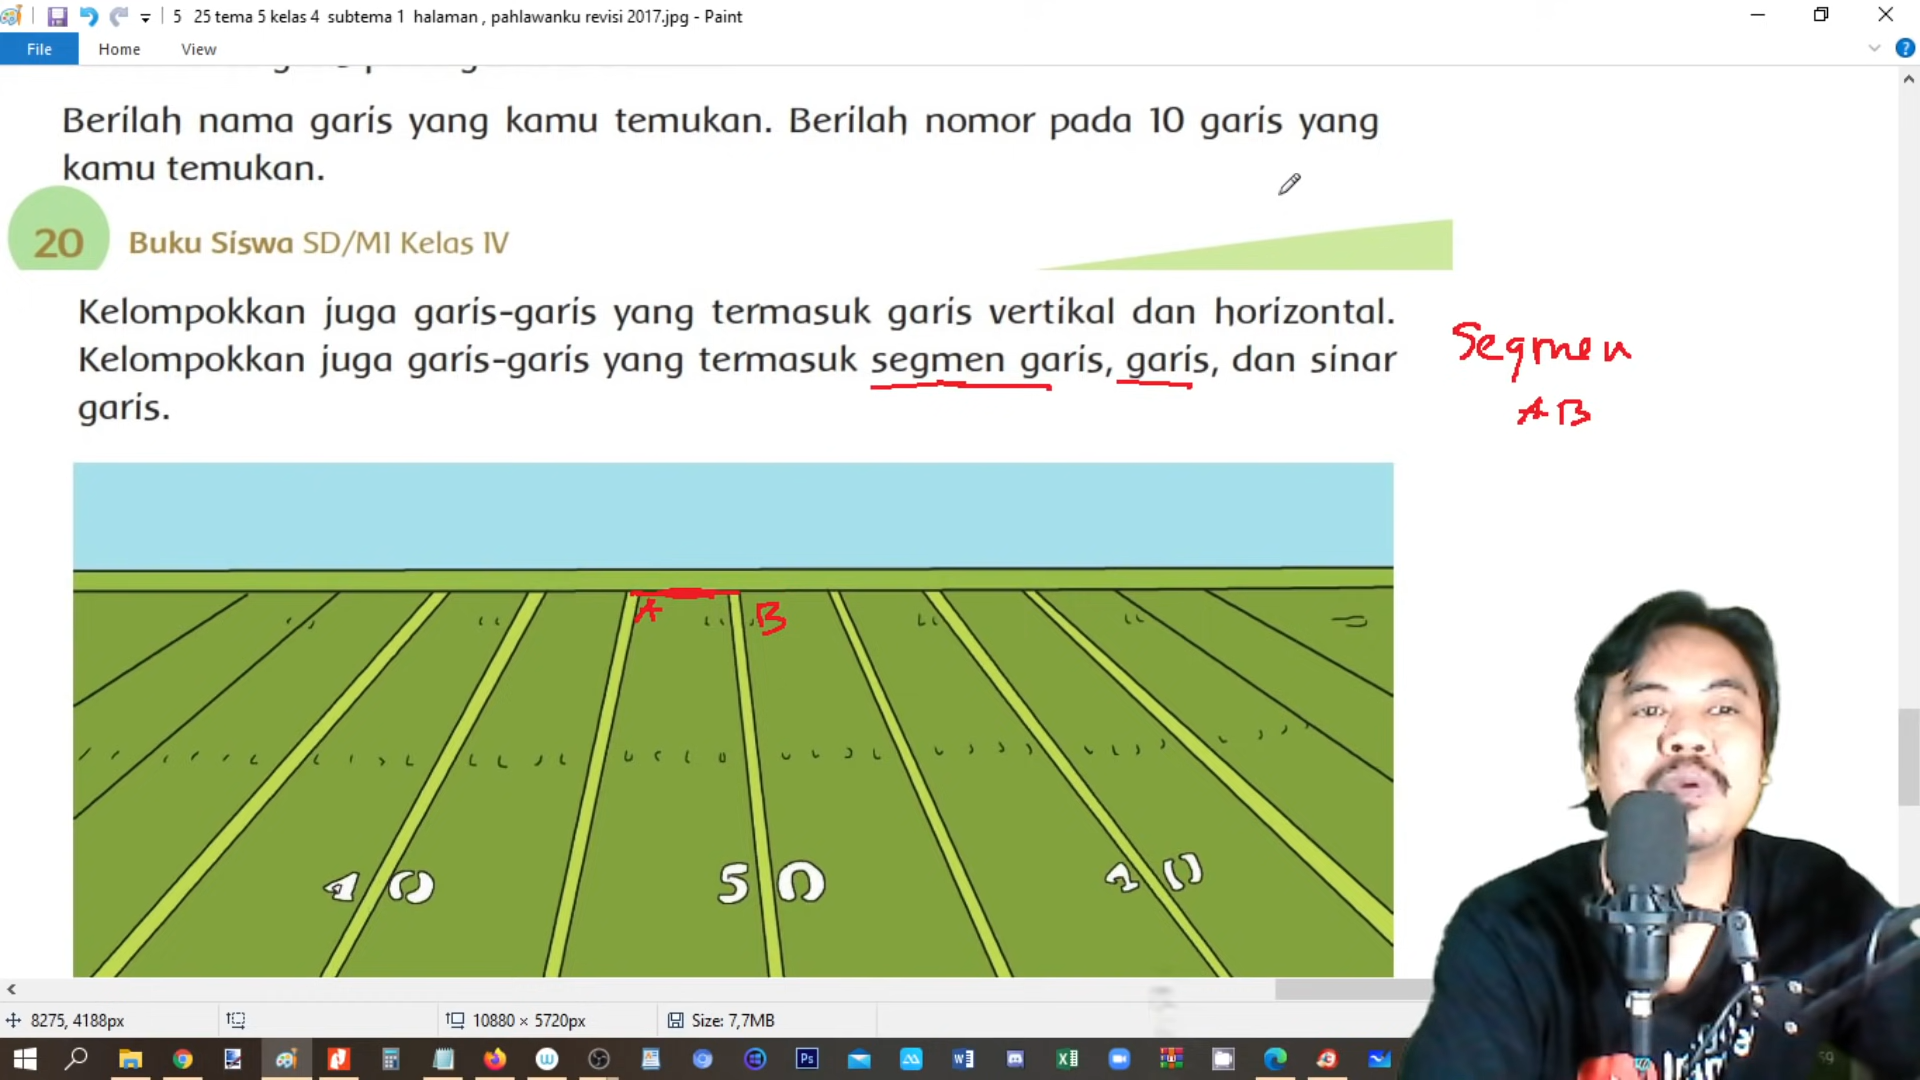 5 25 tema 5 kelas 4 subtema 1 halaman , pahlawanku revisi 2017.jpg - Paint
File Home View
Berilah nama garis yang kamu temukan. Berilah nomor pada 10 garis yang
kamu temukan.
20 Buku Siswa SD/MI Kelas IV
Kelompokkan juga garis-garis yang termasuk garis vertikal dan horizontal.
Kelompokkan juga garis-garis yang termasuk segmen garis, garis, dan sinar
garis.
Segmen
AB
A B
40 50 20
8275, 4188px 10880 × 5720px Size: 7,7MB